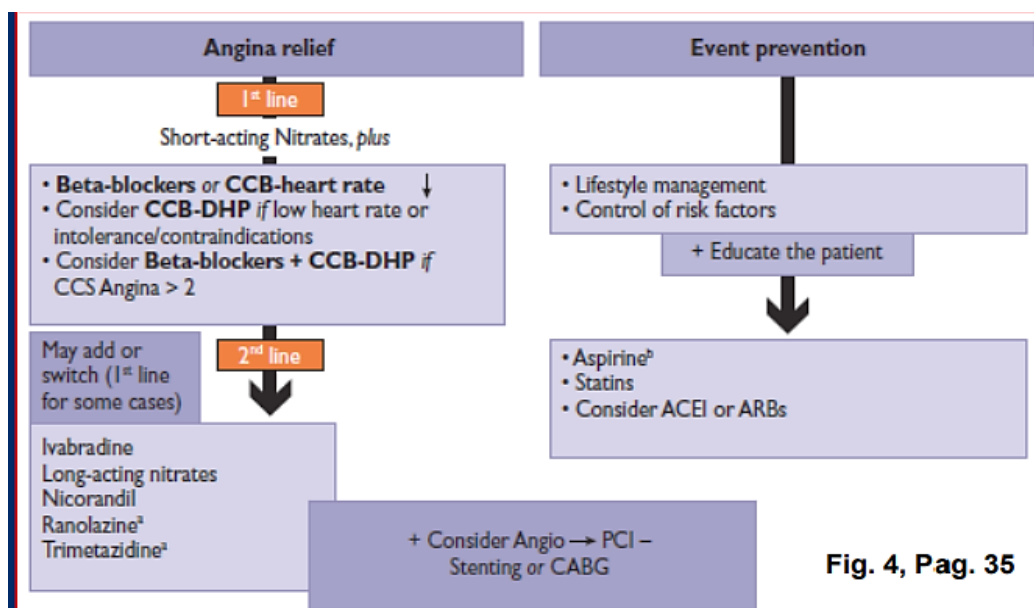 Angina relief
1st line
Short-acting Nitrates, plus
• Beta-blockers or CCB-heart rate ↓
• Consider CCB-DHP if low heart rate or
intolerance/contraindications
• Consider Beta-blockers + CCB-DHP if
CCS Angina > 2
2nd line
May add or
switch (1st line
for some cases)
Ivabradine
Long-acting nitrates
Nicorandil
Ranolazineᵃ
Trimetazidineᵃ
+ Consider Angio → PCI –
Stenting or CABG
Event prevention
• Lifestyle management
• Control of risk factors
+ Educate the patient
• Aspirineᵇ
• Statins
• Consider ACEI or ARBs
Fig. 4, Pag. 35